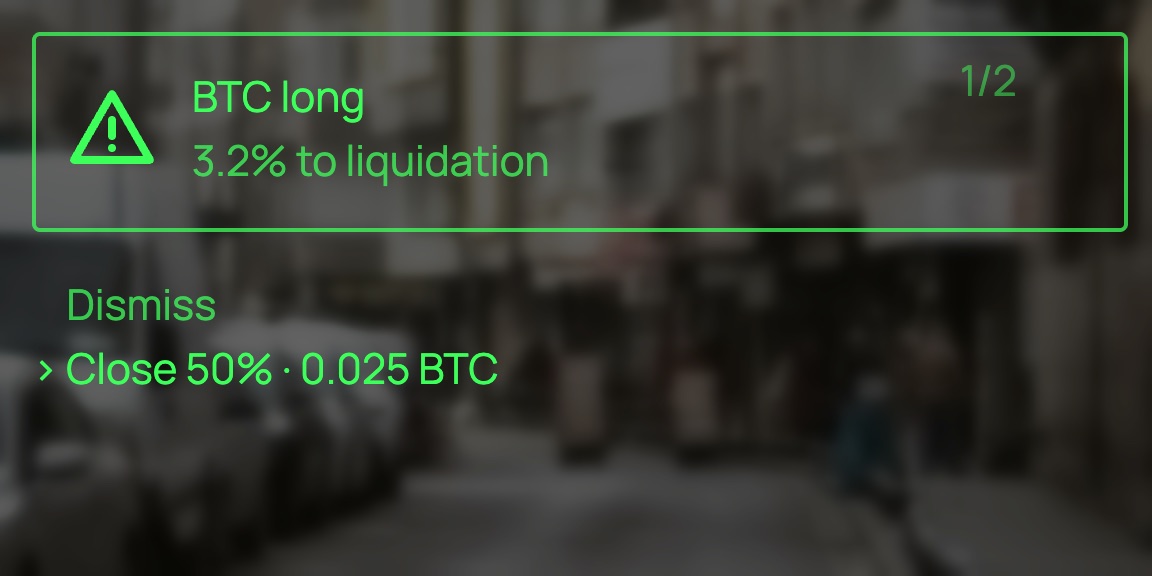 BTC long
1/2
3.2% to liquidation
Dismiss
› Close 50% · 0.025 BTC